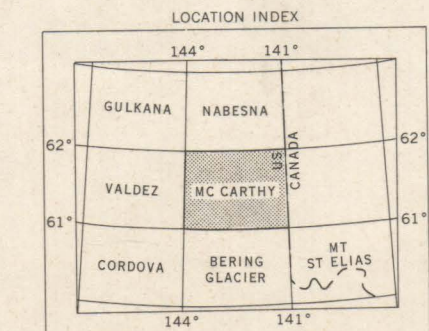 LOCATION INDEX
144° 141°
GULKANA NABESNA
62° 62°
US
CANADA
VALDEZ MC CARTHY
61° 61°
CORDOVA BERING
GLACIER MT
ST ELIAS
144° 141°